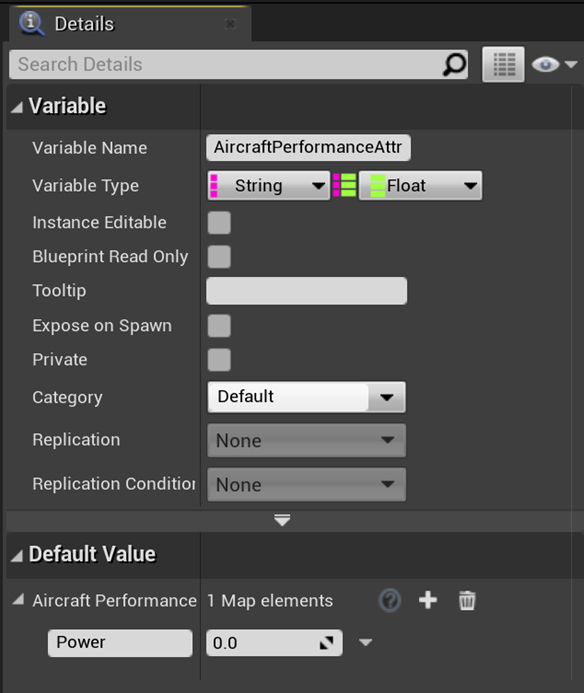 Details
Search Details
Variable
Variable Name AircraftPerformanceAttr
Variable Type String Float
Instance Editable
Blueprint Read Only
Tooltip
Expose on Spawn
Private
Category Default
Replication None
Replication Condition None
Default Value
Aircraft Performance 1 Map elements
Power 0.0